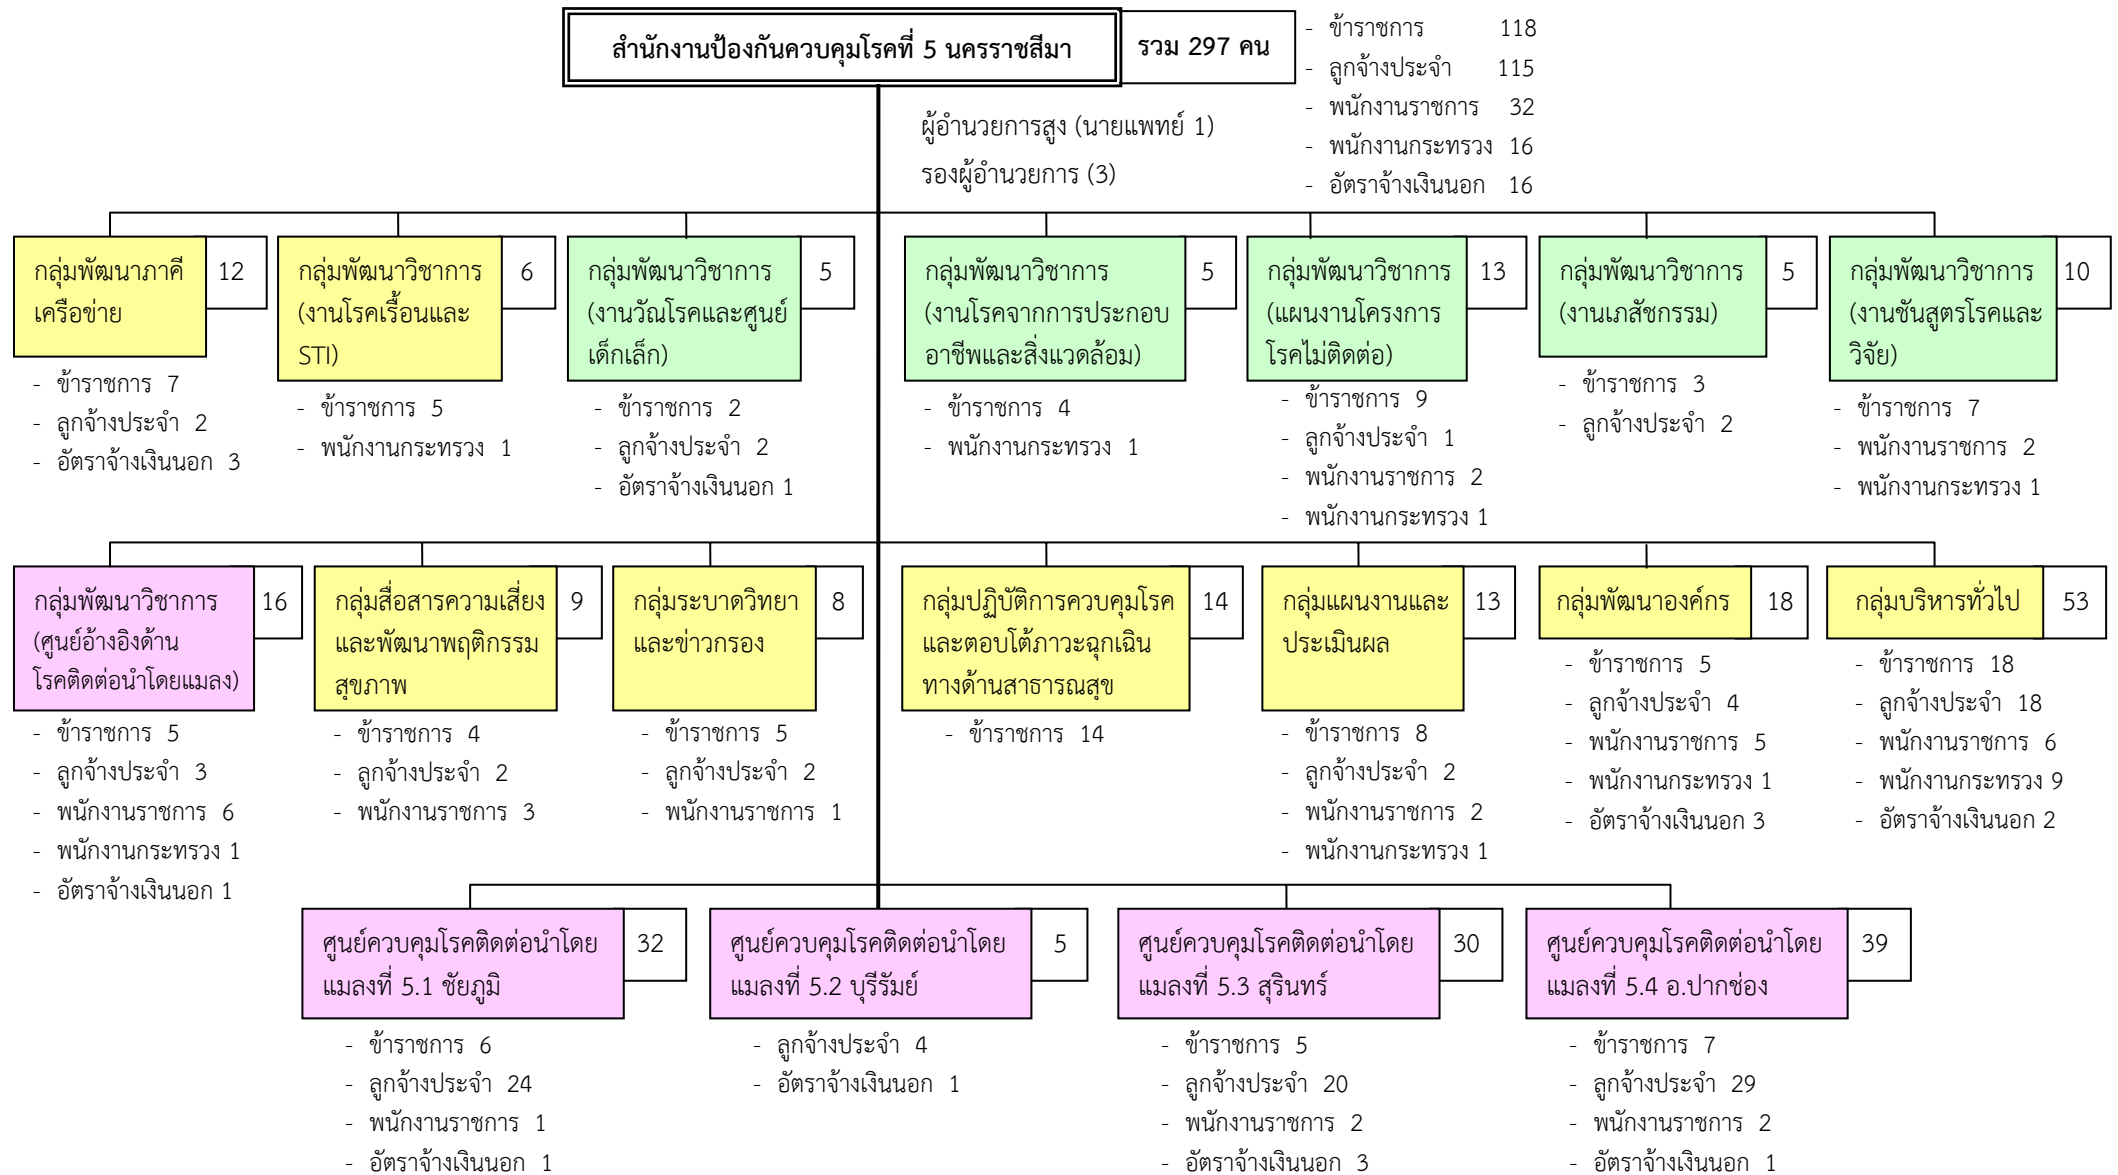 สำนักงานป้องกันควบคุมโรคที่ 5 นครราชสีมา
รวม 297 คน
- ข้าราชการ 118
- ลูกจ้างประจำ 115
- พนักงานราชการ 32
- พนักงานกระทรวง 16
- อัตราจ้างเงินนอก 16
ผู้อำนวยการสูง (นายแพทย์ 1)
รองผู้อำนวยการ (3)
กลุ่มพัฒนาภาคี
เครือข่าย
12
- ข้าราชการ 7
- ลูกจ้างประจำ 2
- อัตราจ้างเงินนอก 3
กลุ่มพัฒนาวิชาการ
(งานโรคเรื้อนและ
STI)
6
- ข้าราชการ 5
- พนักงานกระทรวง 1
กลุ่มพัฒนาวิชาการ
(งานวัณโรคและศูนย์
เด็กเล็ก)
5
- ข้าราชการ 2
- ลูกจ้างประจำ 2
- อัตราจ้างเงินนอก 1
กลุ่มพัฒนาวิชาการ
(งานโรคจากการประกอบ
อาชีพและสิ่งแวดล้อม)
5
- ข้าราชการ 4
- พนักงานกระทรวง 1
กลุ่มพัฒนาวิชาการ
(แผนงานโครงการ
โรคไม่ติดต่อ)
13
- ข้าราชการ 9
- ลูกจ้างประจำ 1
- พนักงานราชการ 2
- พนักงานกระทรวง 1
กลุ่มพัฒนาวิชาการ
(งานเภสัชกรรม)
5
- ข้าราชการ 3
- ลูกจ้างประจำ 2
กลุ่มพัฒนาวิชาการ
(งานชันสูตรโรคและ
วิจัย)
10
- ข้าราชการ 7
- พนักงานราชการ 2
- พนักงานกระทรวง 1
กลุ่มพัฒนาวิชาการ
(ศูนย์อ้างอิงด้าน
โรคติดต่อนำโดยแมลง)
16
- ข้าราชการ 5
- ลูกจ้างประจำ 3
- พนักงานราชการ 6
- พนักงานกระทรวง 1
- อัตราจ้างเงินนอก 1
กลุ่มสื่อสารความเสี่ยง
และพัฒนาพฤติกรรม
สุขภาพ
9
- ข้าราชการ 4
- ลูกจ้างประจำ 2
- พนักงานราชการ 3
กลุ่มระบาดวิทยา
และข่าวกรอง
8
- ข้าราชการ 5
- ลูกจ้างประจำ 2
- พนักงานราชการ 1
กลุ่มปฏิบัติการควบคุมโรค
และตอบโต้ภาวะฉุกเฉิน
ทางด้านสาธารณสุข
14
- ข้าราชการ 14
กลุ่มแผนงานและ
ประเมินผล
13
- ข้าราชการ 8
- ลูกจ้างประจำ 2
- พนักงานราชการ 2
- พนักงานกระทรวง 1
กลุ่มพัฒนาองค์กร
18
- ข้าราชการ 5
- ลูกจ้างประจำ 4
- พนักงานราชการ 5
- พนักงานกระทรวง 1
- อัตราจ้างเงินนอก 3
กลุ่มบริหารทั่วไป
53
- ข้าราชการ 18
- ลูกจ้างประจำ 18
- พนักงานราชการ 6
- พนักงานกระทรวง 9
- อัตราจ้างเงินนอก 2
ศูนย์ควบคุมโรคติดต่อนำโดย
แมลงที่ 5.1 ชัยภูมิ
32
- ข้าราชการ 6
- ลูกจ้างประจำ 24
- พนักงานราชการ 1
- อัตราจ้างเงินนอก 1
ศูนย์ควบคุมโรคติดต่อนำโดย
แมลงที่ 5.2 บุรีรัมย์
5
- ลูกจ้างประจำ 4
- อัตราจ้างเงินนอก 1
ศูนย์ควบคุมโรคติดต่อนำโดย
แมลงที่ 5.3 สุรินทร์
30
- ข้าราชการ 5
- ลูกจ้างประจำ 20
- พนักงานราชการ 2
- อัตราจ้างเงินนอก 3
ศูนย์ควบคุมโรคติดต่อนำโดย
แมลงที่ 5.4 อ.ปากช่อง
39
- ข้าราชการ 7
- ลูกจ้างประจำ 29
- พนักงานราชการ 2
- อัตราจ้างเงินนอก 1